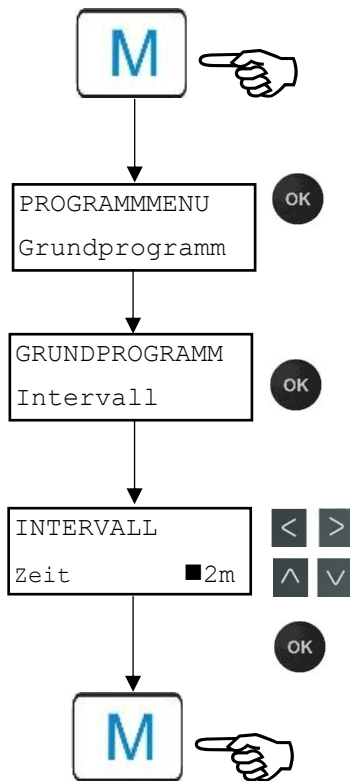 M
PROGRAMMMENU
OK
Grundprogramm
GRUNDPROGRAMM
OK
Intervall
INTERVALL
< >
Zeit ■2m
∧ ∨
OK
M